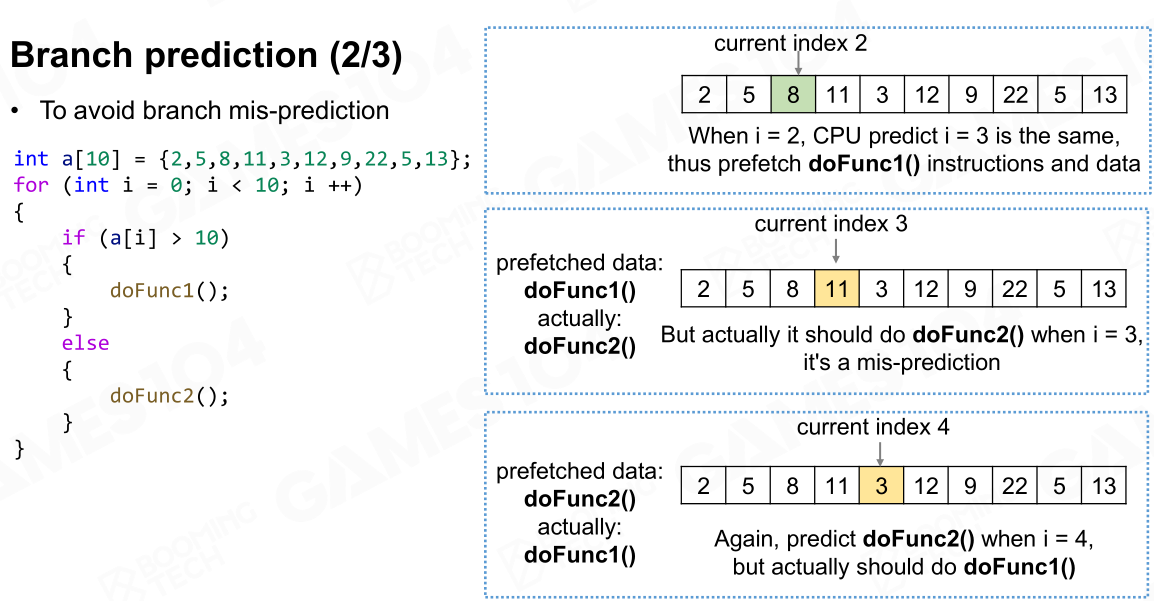 Branch prediction (2/3)
• To avoid branch mis-prediction
int a[10] = {2,5,8,11,3,12,9,22,5,13};
for (int i = 0; i < 10; i ++)
{
if (a[i] > 10)
{
doFunc1();
}
else
{
doFunc2();
}
}
current index 2
2 5 8 11 3 12 9 22 5 13
When i = 2, CPU predict i = 3 is the same,
thus prefetch doFunc1() instructions and data
current index 3
prefetched data:
doFunc1()
actually:
doFunc2()
2 5 8 11 3 12 9 22 5 13
But actually it should do doFunc2() when i = 3,
it's a mis-prediction
current index 4
prefetched data:
doFunc2()
actually:
doFunc1()
2 5 8 11 3 12 9 22 5 13
Again, predict doFunc2() when i = 4,
but actually should do doFunc1()
GAMES104
BOOMING
TECH